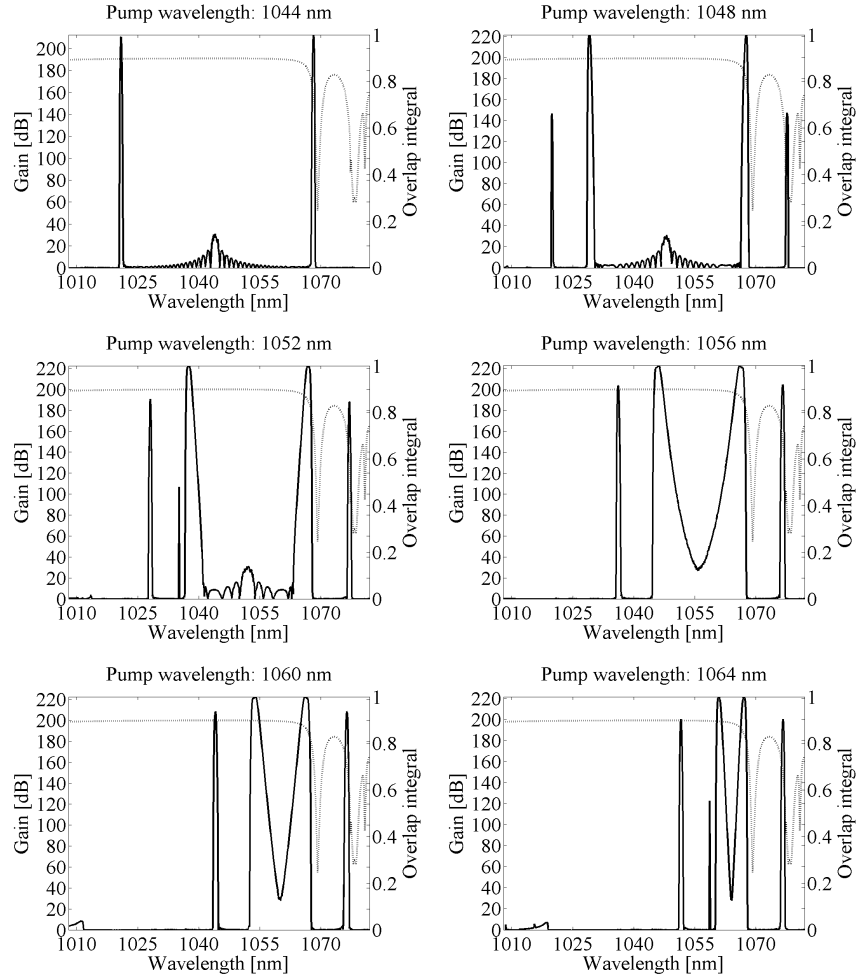 Pump wavelength: 1044 nm
Gain [dB]
0 20 40 60 80 100 120 140 160 180 200
0 0.2 0.4 0.6 0.8 1
Overlap integral
1010 1025 1040 1055 1070
Wavelength [nm]
Pump wavelength: 1048 nm
Gain [dB]
0 20 40 60 80 100 120 140 160 180 200 220
0 0.2 0.4 0.6 0.8 1
Overlap integral
1010 1025 1040 1055 1070
Wavelength [nm]
Pump wavelength: 1052 nm
Gain [dB]
0 20 40 60 80 100 120 140 160 180 200 220
0 0.2 0.4 0.6 0.8 1
Overlap integral
1010 1025 1040 1055 1070
Wavelength [nm]
Pump wavelength: 1056 nm
Gain [dB]
0 20 40 60 80 100 120 140 160 180 200 220
0 0.2 0.4 0.6 0.8 1
Overlap integral
1010 1025 1040 1055 1070
Wavelength [nm]
Pump wavelength: 1060 nm
Gain [dB]
0 20 40 60 80 100 120 140 160 180 200 220
0 0.2 0.4 0.6 0.8 1
Overlap integral
1010 1025 1040 1055 1070
Wavelength [nm]
Pump wavelength: 1064 nm
Gain [dB]
0 20 40 60 80 100 120 140 160 180 200 220
0 0.2 0.4 0.6 0.8 1
Overlap integral
1010 1025 1040 1055 1070
Wavelength [nm]